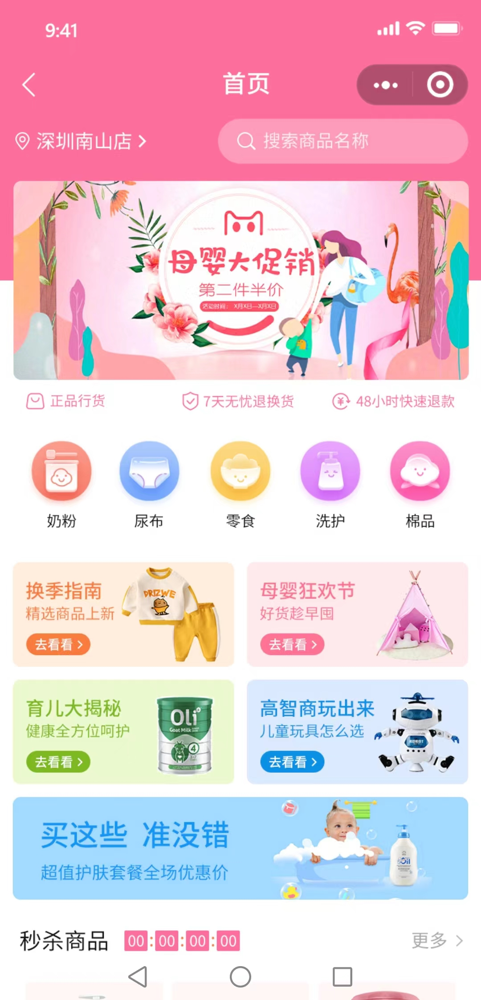 9:41
首页
深圳南山店
搜索商品名称
母婴大促销
第二件半价
活动时间： X月X日—X月X日
正品行货
7天无忧退换货
48小时快速退款
奶粉
尿布
零食
洗护
棉品
换季指南
精选商品上新
去看看
PRIZWE
母婴狂欢节
好货趁早囤
去看看
育儿大揭秘
健康全方位呵护
去看看
Oli
Goat Milk
4
高智商玩出来
儿童玩具怎么选
去看看
ROBOT
买这些 准没错
超值护肤套餐全场优惠价
Oil
秒杀商品
00:00:00:00
更多